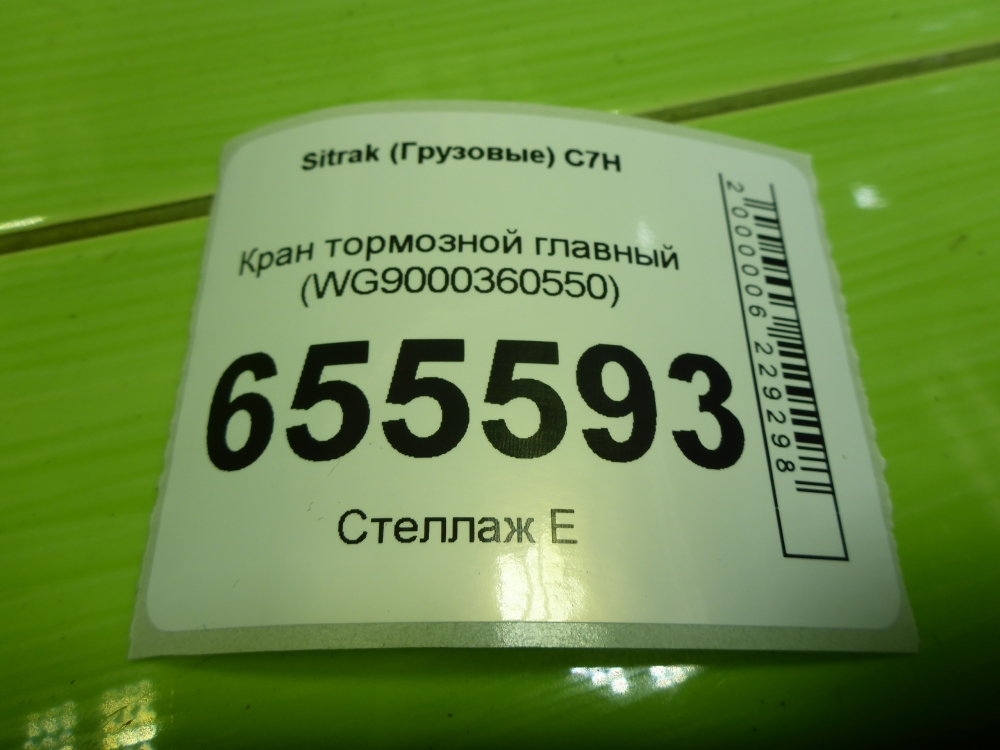 Sitrak (Грузовые) C7H
Кран тормозной главный
(WG9000360550)
655593
Стеллаж E
2000006229298